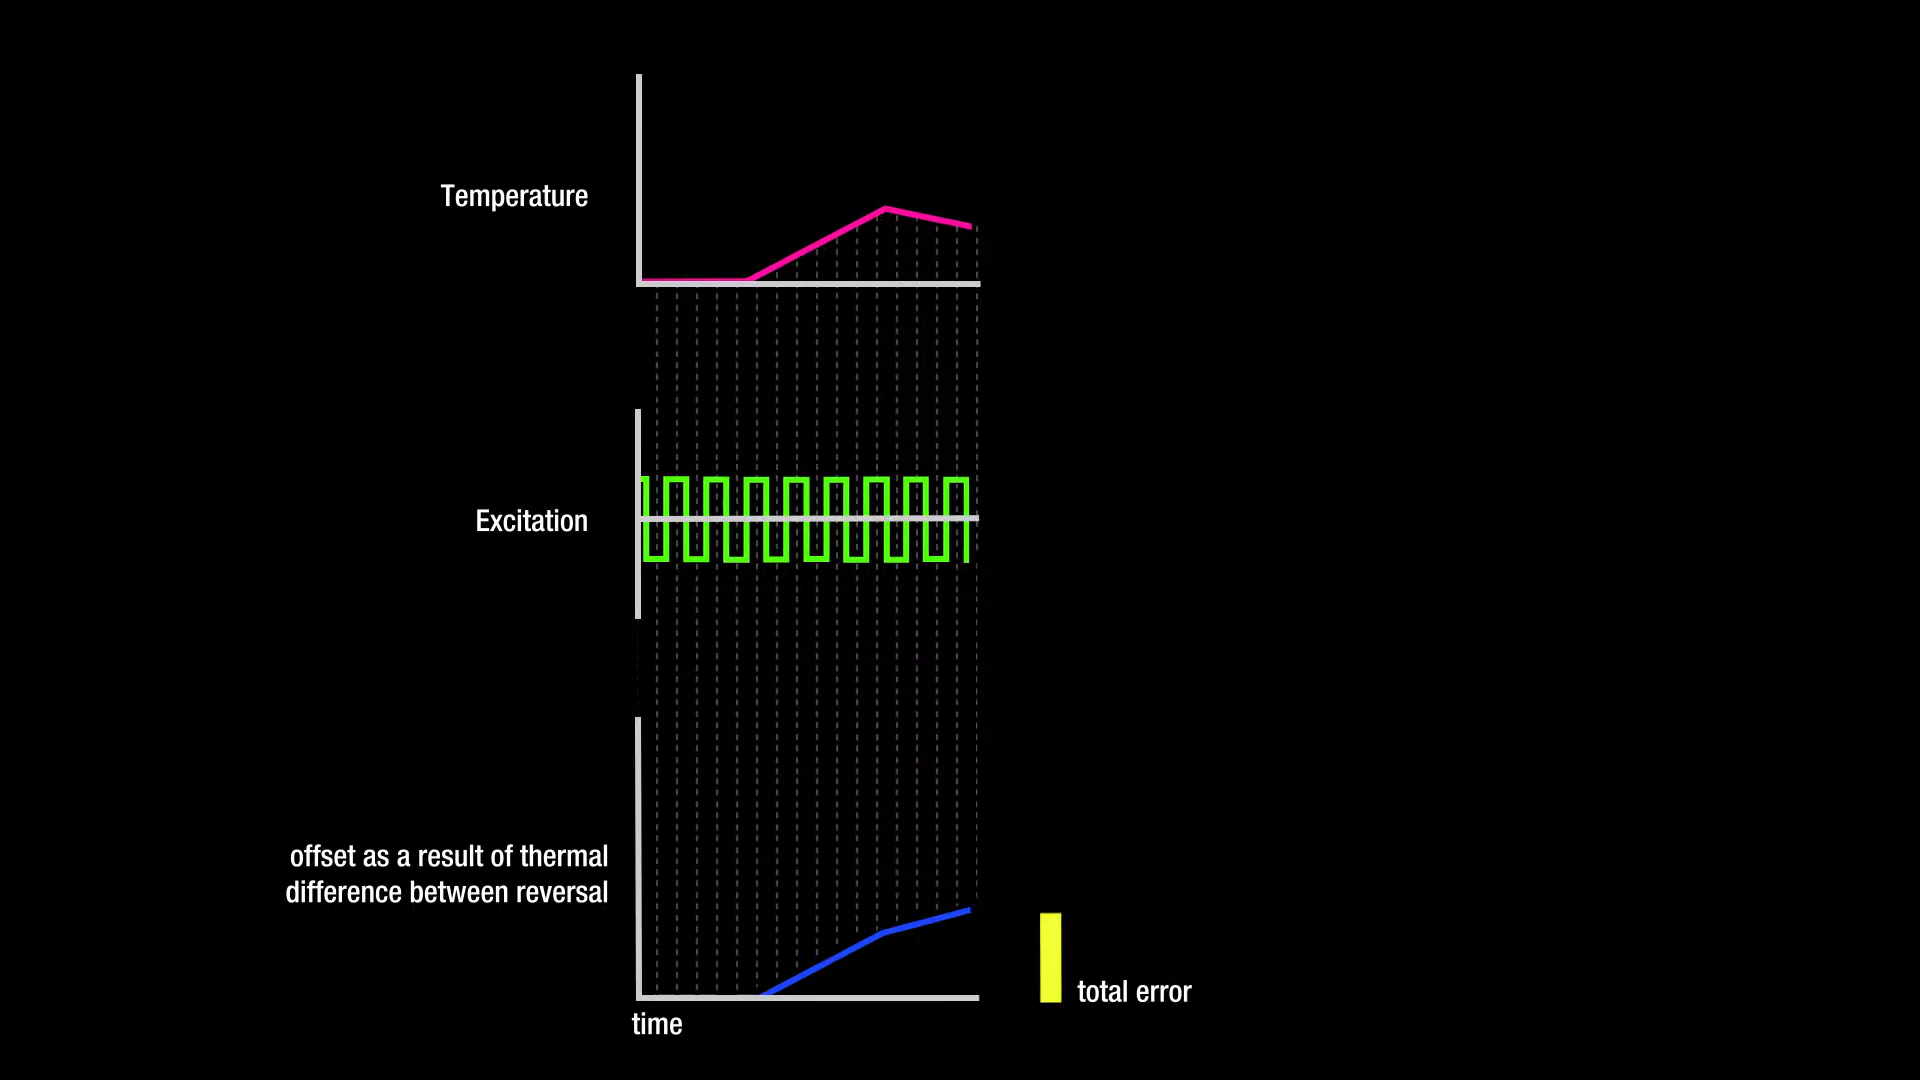 Temperature
Excitation
offset as a result of thermal
difference between reversal
total error
time